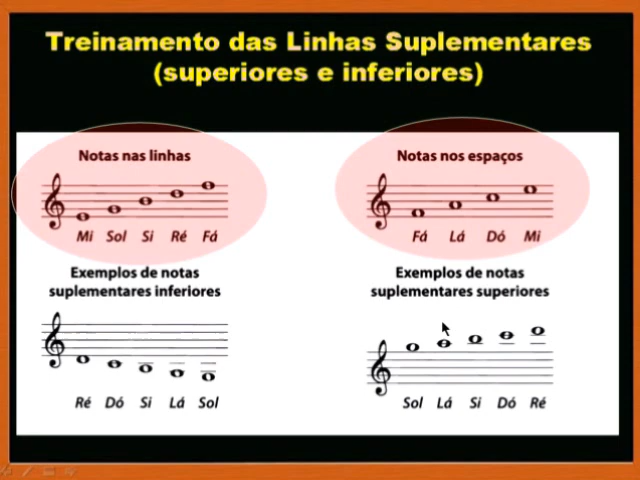 Treinamento das Linhas Suplementares
(superiores e inferiores)
Notas nas linhas
Mi Sol Si Ré Fá
Notas nos espaços
Fá Lá Dó Mi
Exemplos de notas
suplementares inferiores
Ré Dó Si Lá Sol
Exemplos de notas
suplementares superiores
Sol Lá Si Dó Ré